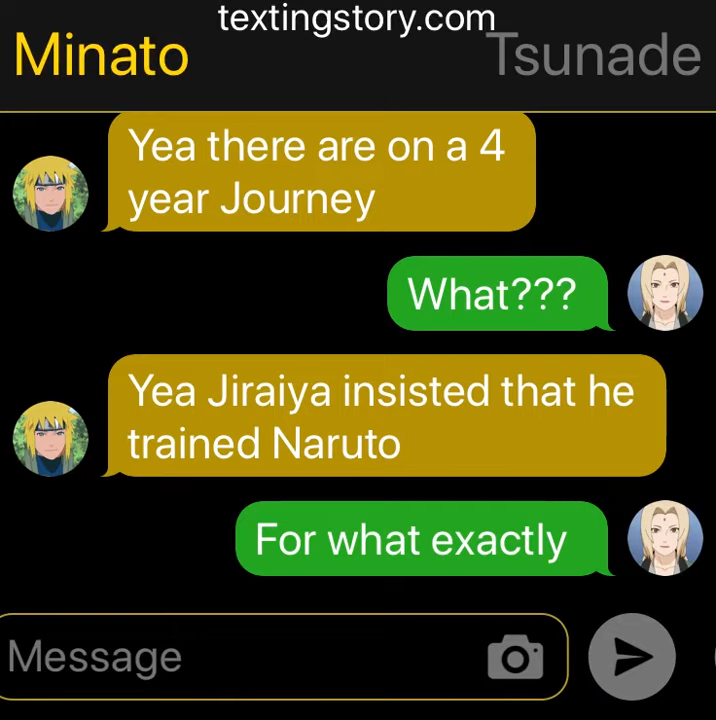 textingstory.com
Minato
Tsunade
Yea there are on a 4
year Journey
What???
Yea Jiraiya insisted that he
trained Naruto
For what exactly
Message